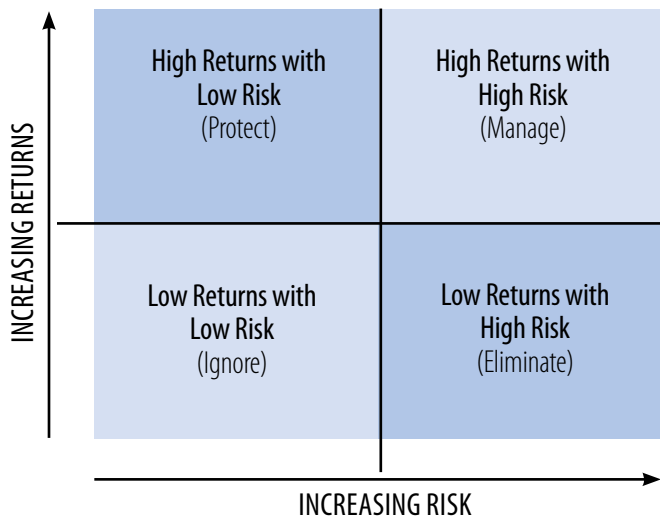 INCREASING RETURNS
High Returns with
Low Risk
(Protect)
High Returns with
High Risk
(Manage)
Low Returns with
Low Risk
(Ignore)
Low Returns with
High Risk
(Eliminate)
INCREASING RISK